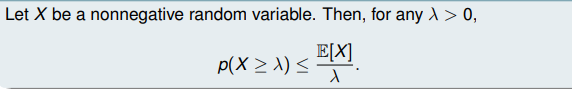 Let X be a nonnegative random variable. Then, for any λ > 0,
p(X ≥ λ) ≤ 𝔼[X] / λ.